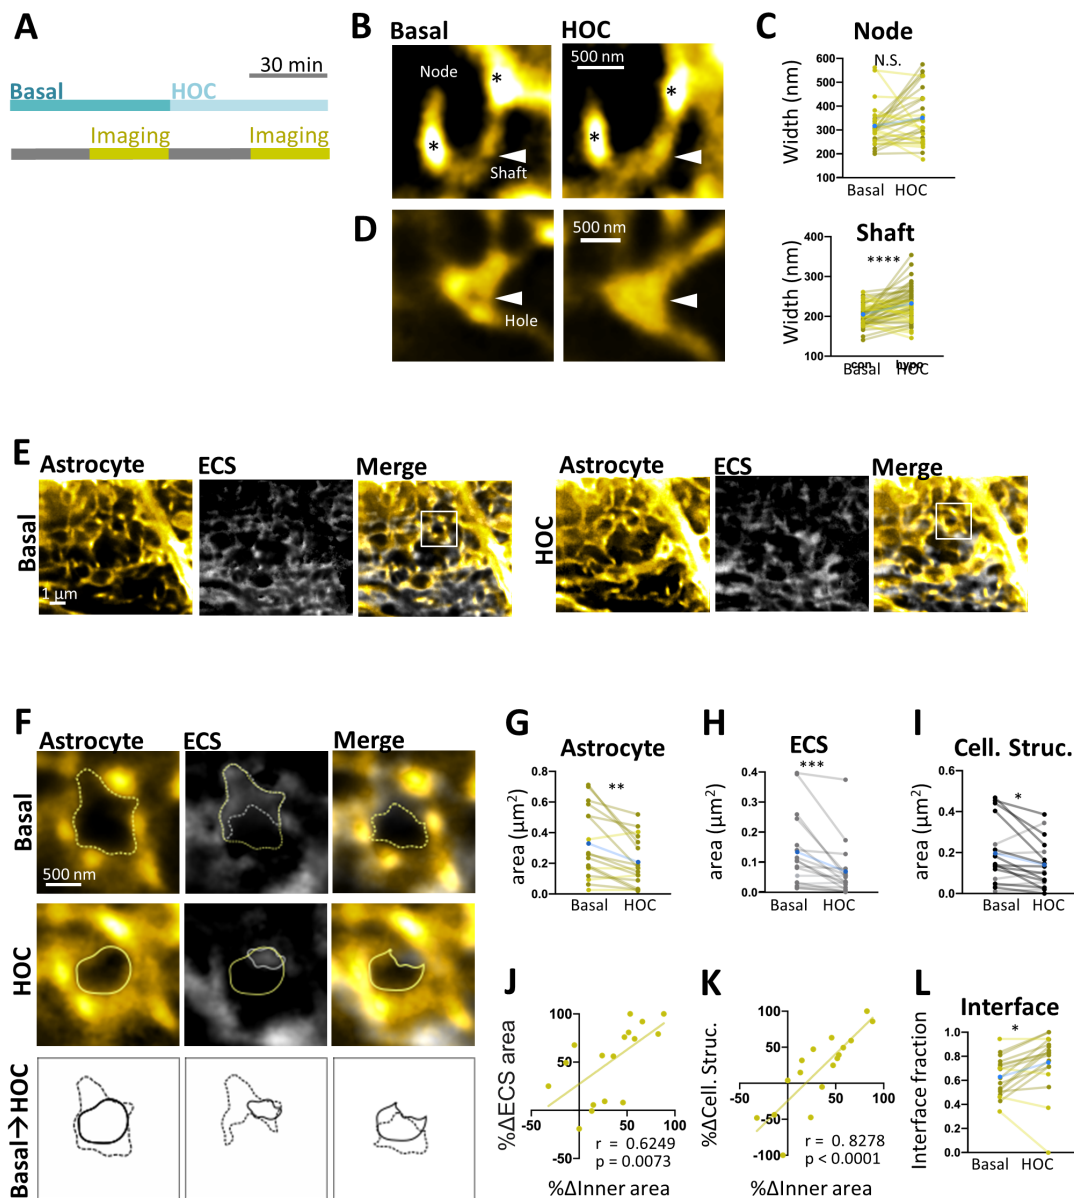 A
30 min
Basal HOC
Imaging Imaging
B Basal HOC
Node
500 nm
*
*
*
*
Shaft
C Node
N.S.
Width (nm)
600
500
400
300
200
100
Basal HOC
D
500 nm
Hole
Shaft
****
Width (nm)
400
300
200
100
con hypo
Basal HOC
E
Astrocyte ECS Merge Astrocyte ECS Merge
Basal
1 µm
HOC
F
Astrocyte ECS Merge
Basal
500 nm
HOC
Basal→HOC
G Astrocyte
**
area (µm²)
0.8
0.6
0.4
0.2
0.0
Basal HOC
H ECS
***
area (µm²)
0.4
0.3
0.2
0.1
0.0
Basal HOC
I Cell. Struc.
*
area (µm²)
0.6
0.4
0.2
0.0
Basal HOC
J
%ΔECS area
100
50
-50
-50 0 50 100
r = 0.6249
p = 0.0073
%ΔInner area
K
%ΔCell. Struc.
100
50
-50
-100
-50 0 50 100
r = 0.8278
p < 0.0001
%ΔInner area
L Interface
*
Interface fraction
1.0
0.8
0.6
0.4
0.2
0.0
Basal HOC